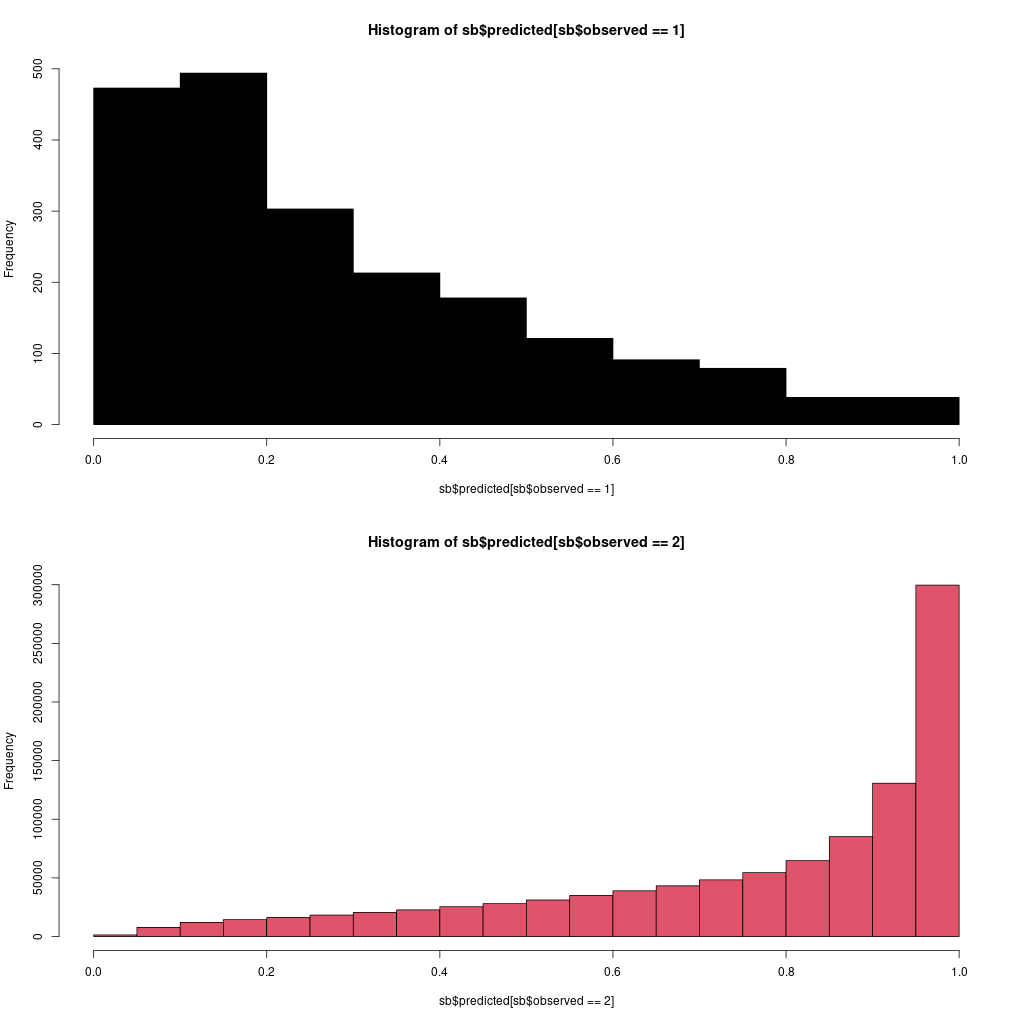 Histogram of sb$predicted[sb$observed == 1]
Frequency
500
400
300
200
100
0
0.0 0.2 0.4 0.6 0.8 1.0
sb$predicted[sb$observed == 1]
Histogram of sb$predicted[sb$observed == 2]
Frequency
300000
250000
200000
150000
100000
50000
0
0.0 0.2 0.4 0.6 0.8 1.0
sb$predicted[sb$observed == 2]